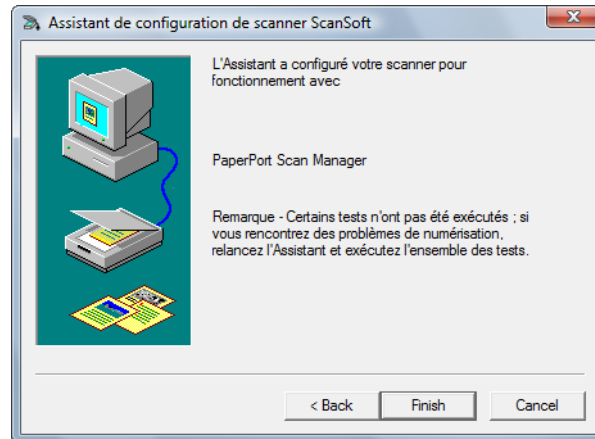 Assistant de configuration de scanner ScanSoft
L'Assistant a configuré votre scanner pour
fonctionnement avec
PaperPort Scan Manager
Remarque - Certains tests n'ont pas été exécutés ; si
vous rencontrez des problèmes de numérisation,
relancez l'Assistant et exécutez l'ensemble des tests.
< Back Finish Cancel